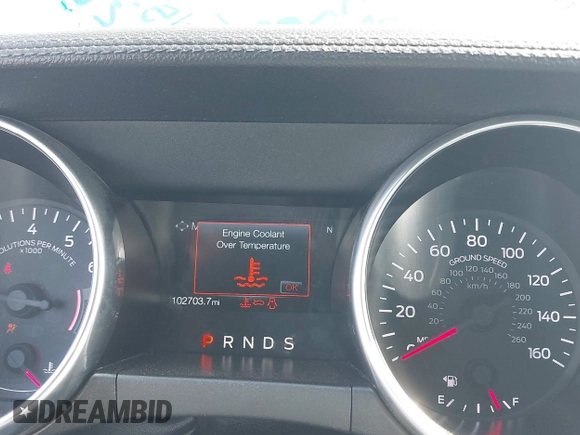 4 5 6
OLUTIONS PER MINUTE
x1000
Engine Coolant
Over Temperature
OK
N
102703.7mi
P R N D S
20 40 60 80 100 120 140 160
GROUND SPEED
km/h
20 40 60 80 100 120 140 160 180 200 220 240 260
E F
DREAMBID